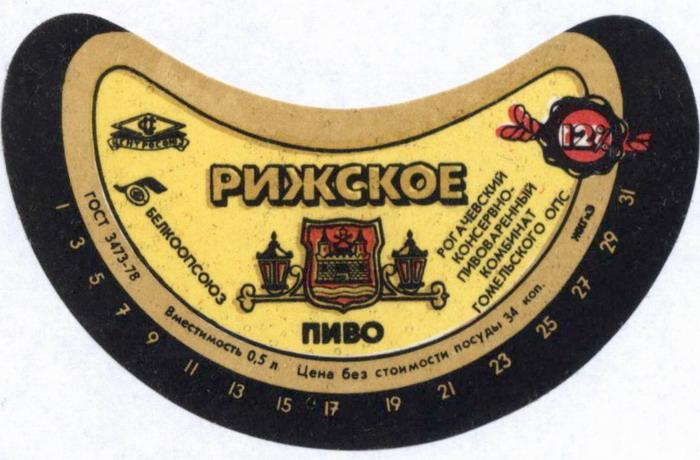 ЦЕНТРОСОЮЗ
БЕЛКООПСОЮЗ
РИЖСКОЕ
ПИВО
12%
РОГАЧЕВСКИЙ
КОНСЕРВНО-
ПИВОВАРЕННЫЙ
КОМБИНАТ
ГОМЕЛЬСКОГО ОПС
ГОСТ 3473-78
Вместимость 0,5 л
Цена без стоимости посуды 34 коп.
1 3 5 7 9 11 13 15 17 19 21 23 25 27 29 31